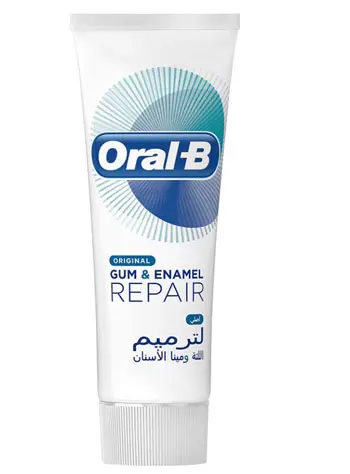 Oral-B
ORIGINAL
GUM & ENAMEL
REPAIR
أصلي
لترميم
اللثة ومينا الأسنان